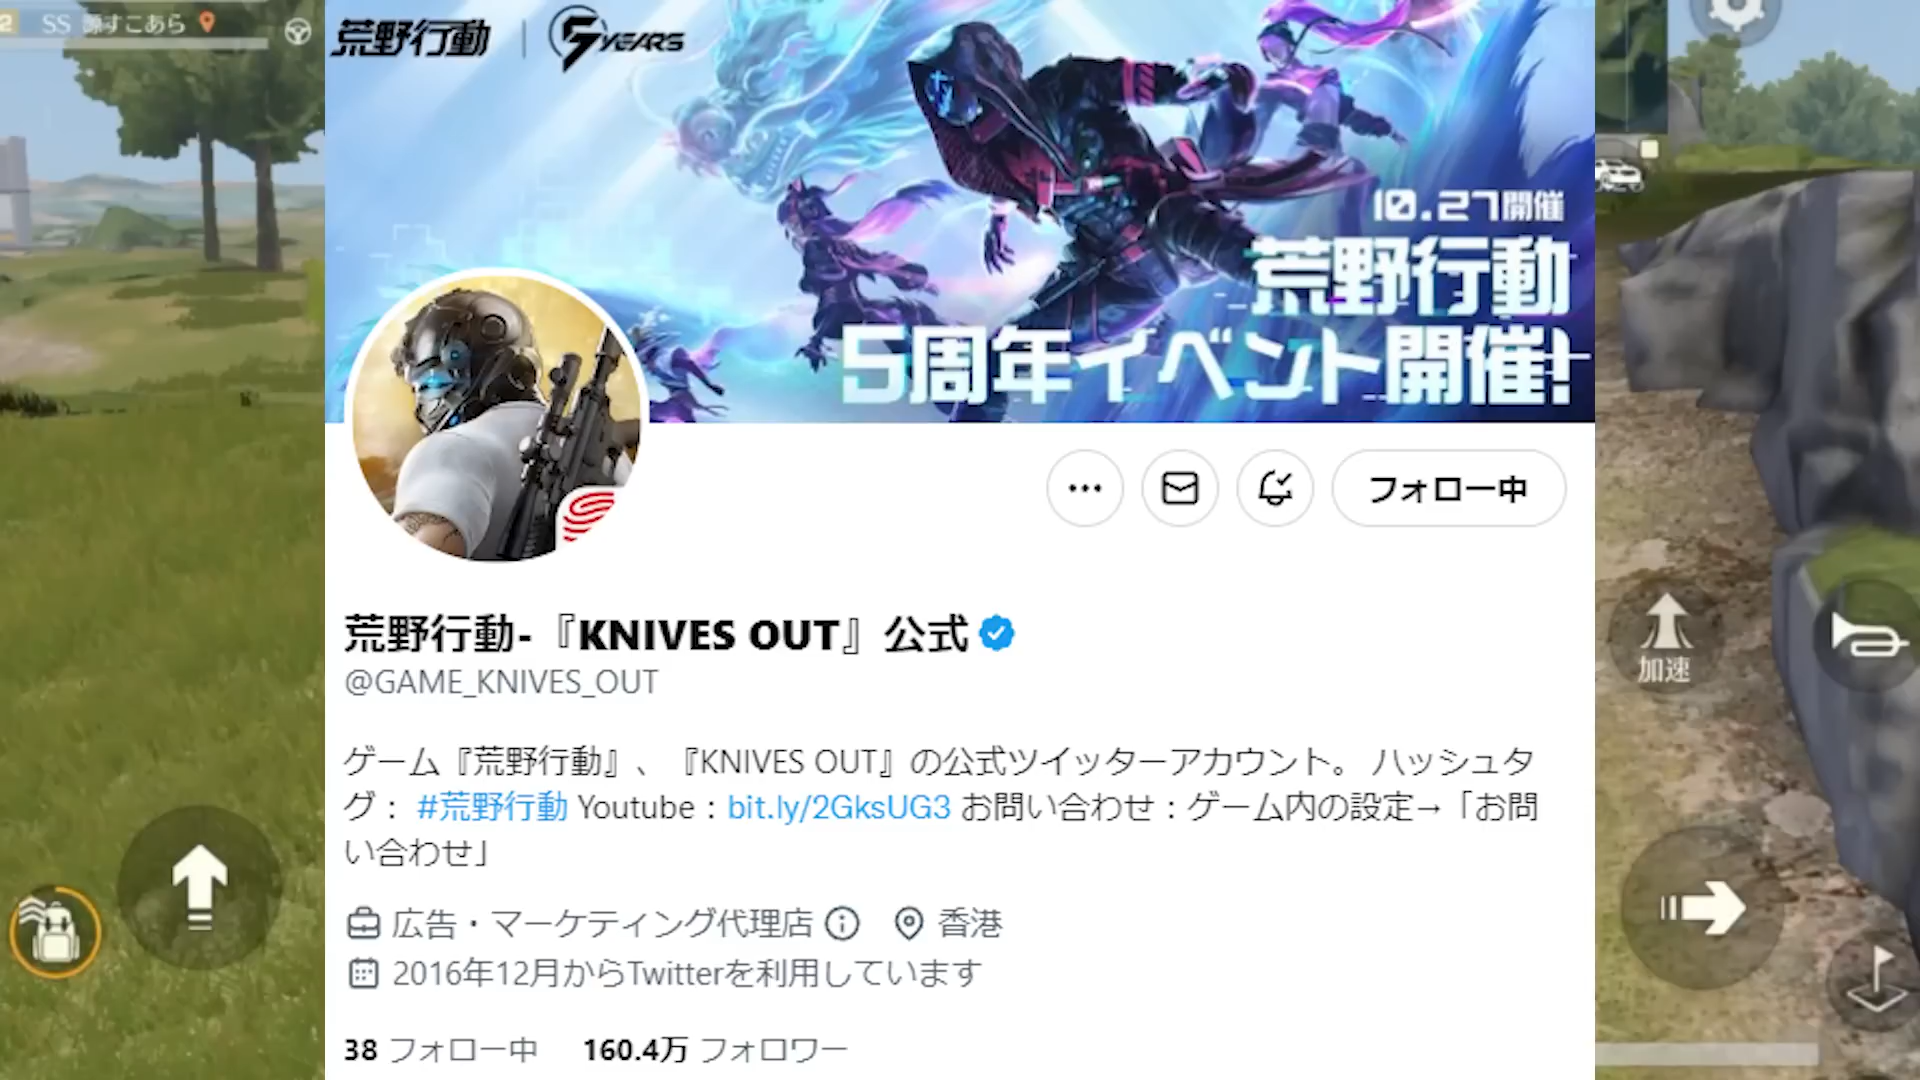 SS 頭すこあら
荒野行動 | 5YEARS
10.27開催
荒野行動
5周年イベント開催!
フォロー中
荒野行動-『KNIVES OUT』公式
@GAME_KNIVES_OUT
ゲーム『荒野行動』、『KNIVES OUT』の公式ツイッターアカウント。 ハッシュタ
グ： #荒野行動 Youtube：bit.ly/2GksUG3 お問い合わせ：ゲーム内の設定→「お問
い合わせ」
広告・マーケティング代理店 香港
2016年12月からTwitterを利用しています
38 フォロー中 160.4万 フォロワー
加速